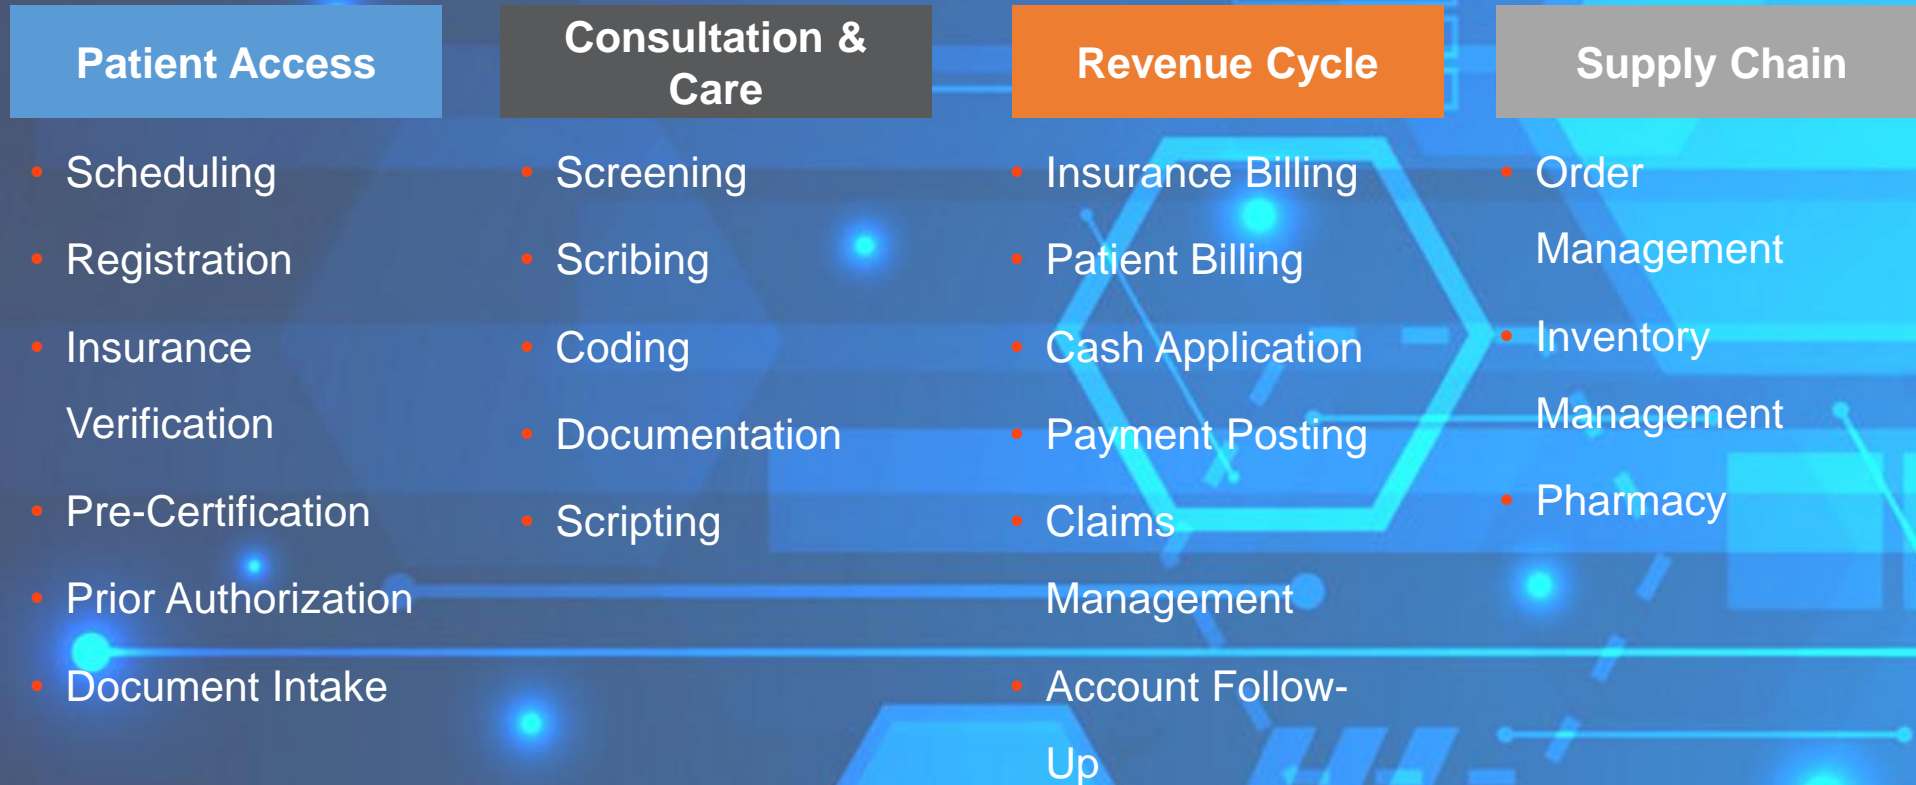 Patient Access
• Scheduling
• Registration
• Insurance
Verification
• Pre-Certification
• Prior Authorization
• Document Intake
Consultation &
Care
• Screening
• Scribing
• Coding
• Documentation
• Scripting
Revenue Cycle
• Insurance Billing
• Patient Billing
• Cash Application
• Payment Posting
• Claims
Management
• Account Follow-
Up
Supply Chain
• Order
Management
• Inventory
Management
• Pharmacy